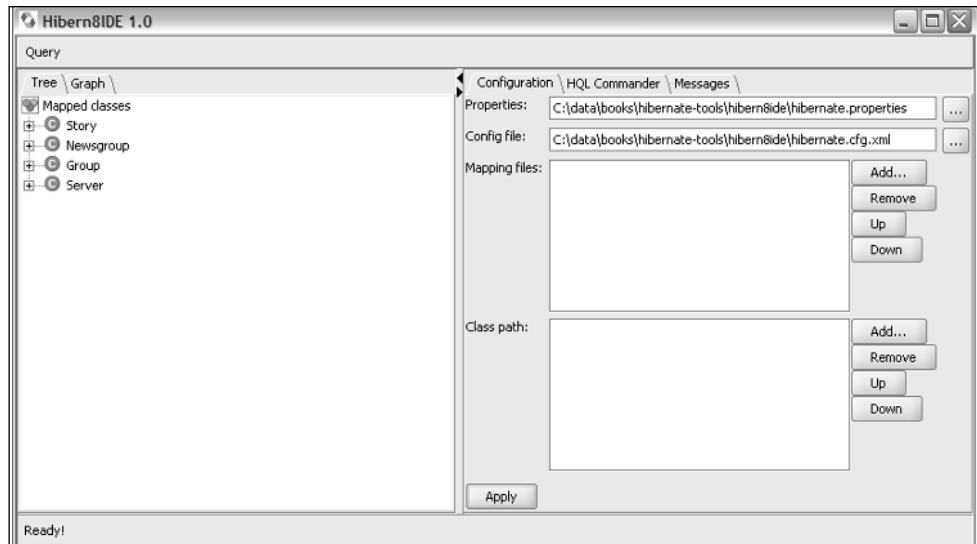 Hibern8IDE 1.0
Query
Tree Graph
Mapped classes
Story
Newsgroup
Group
Server
Configuration HQL Commander Messages
Properties: C:\data\books\hibernate-tools\hibern8ide\hibernate.properties ...
Config file: C:\data\books\hibernate-tools\hibern8ide\hibernate.cfg.xml ...
Mapping files: Add...
Remove
Up
Down
Class path: Add...
Remove
Up
Down
Apply
Ready!